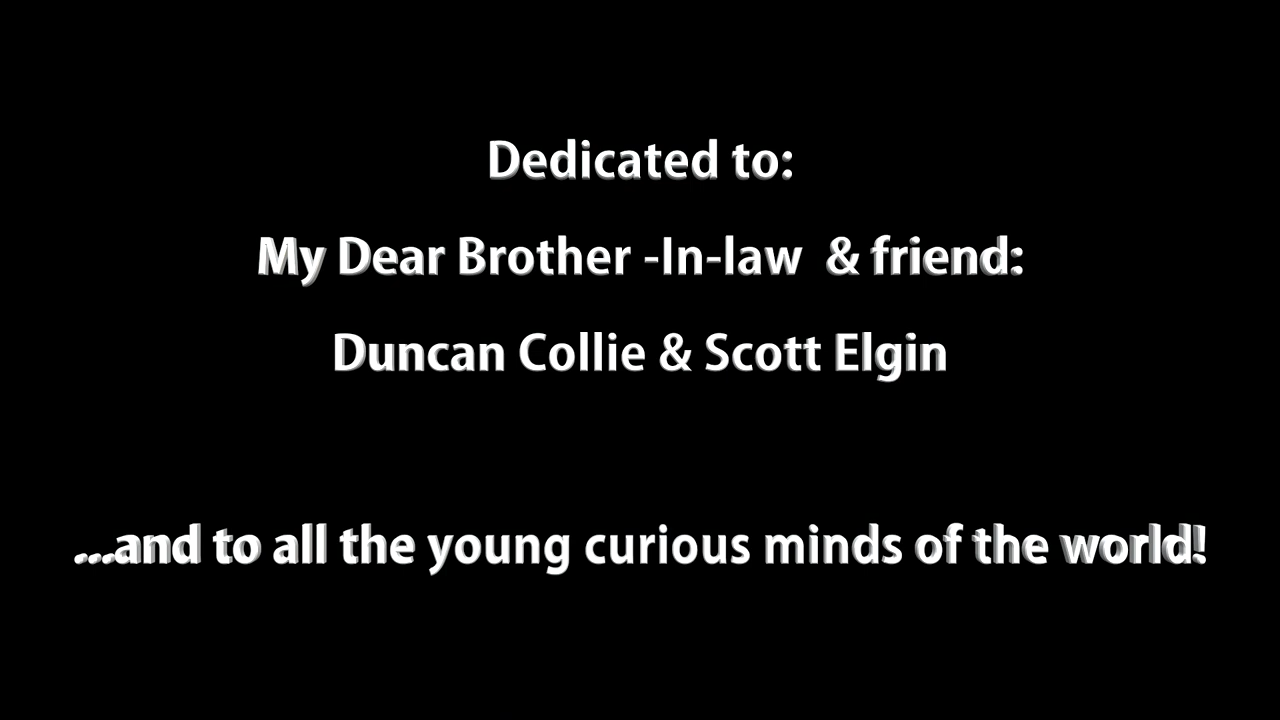 Dedicated to:
My Dear Brother -In-law & friend:
Duncan Collie & Scott Elgin
...and to all the young curious minds of the world!